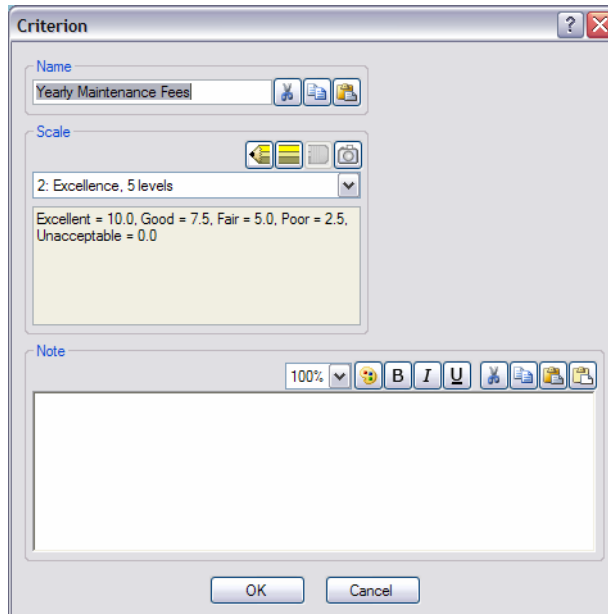 Criterion
Name
Yearly Maintenance Fees
Scale
2: Excellence, 5 levels
Excellent = 10.0, Good = 7.5, Fair = 5.0, Poor = 2.5,
Unacceptable = 0.0
Note
100% B I U
OK Cancel